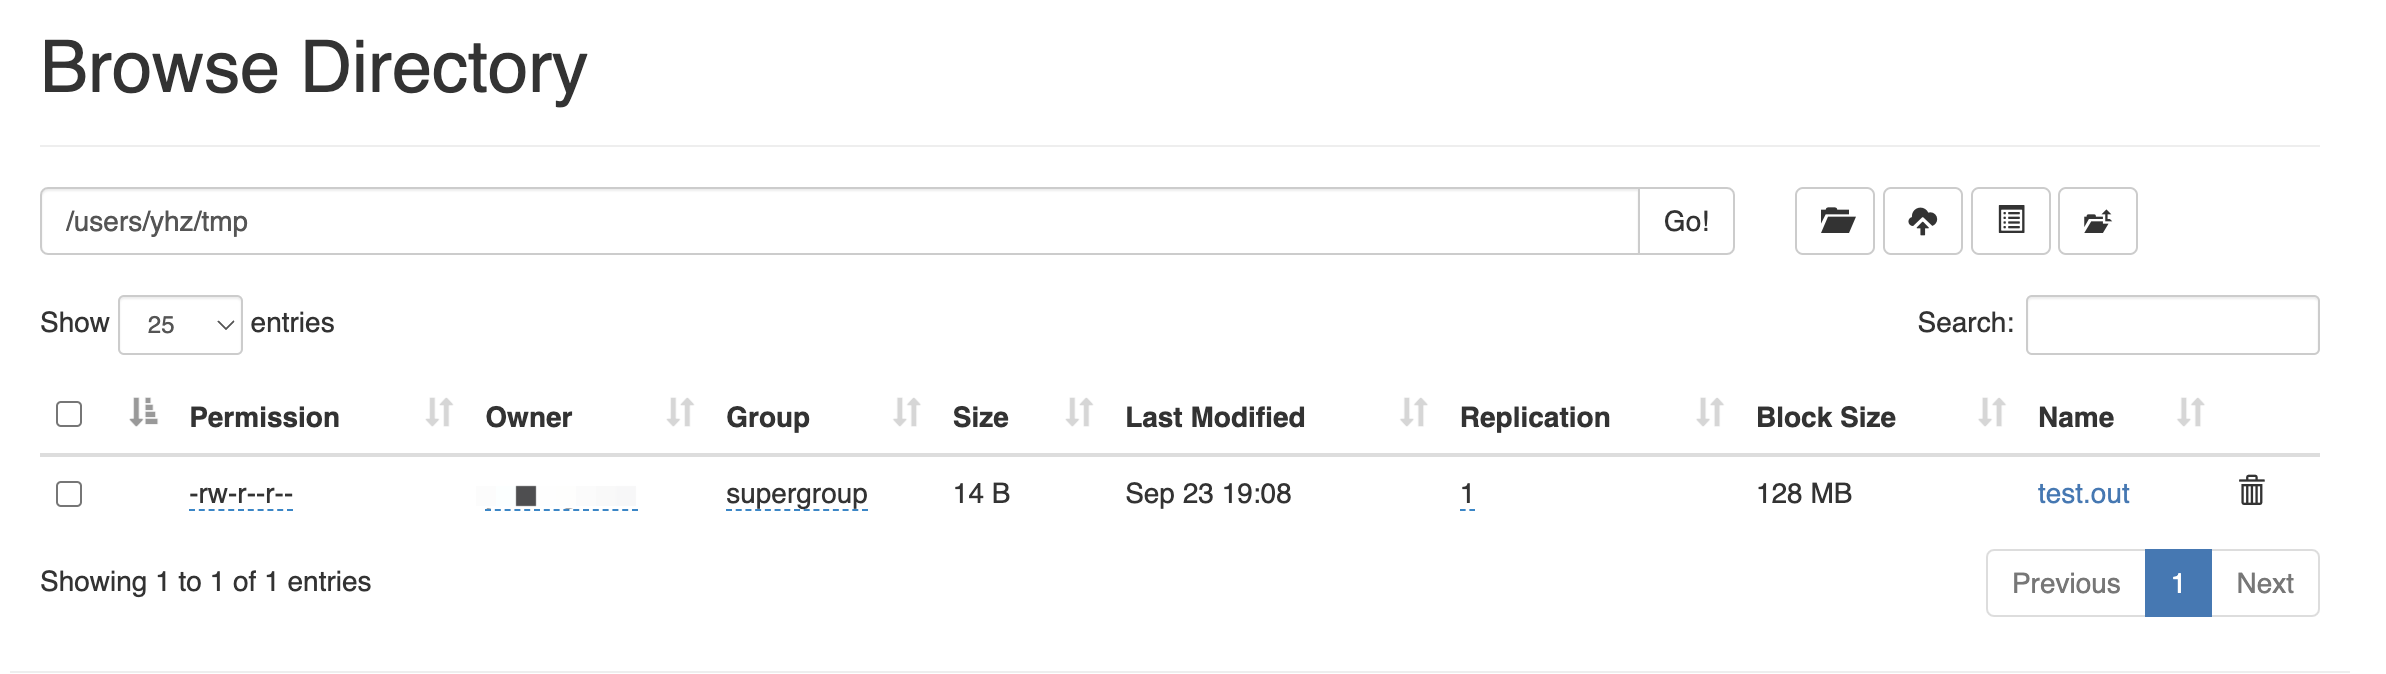 Browse Directory
/users/yhz/tmp Go!
Show 25 entries Search:
Permission Owner Group Size Last Modified Replication Block Size Name
-rw-r--r-- supergroup 14 B Sep 23 19:08 1 128 MB test.out
Showing 1 to 1 of 1 entries Previous 1 Next